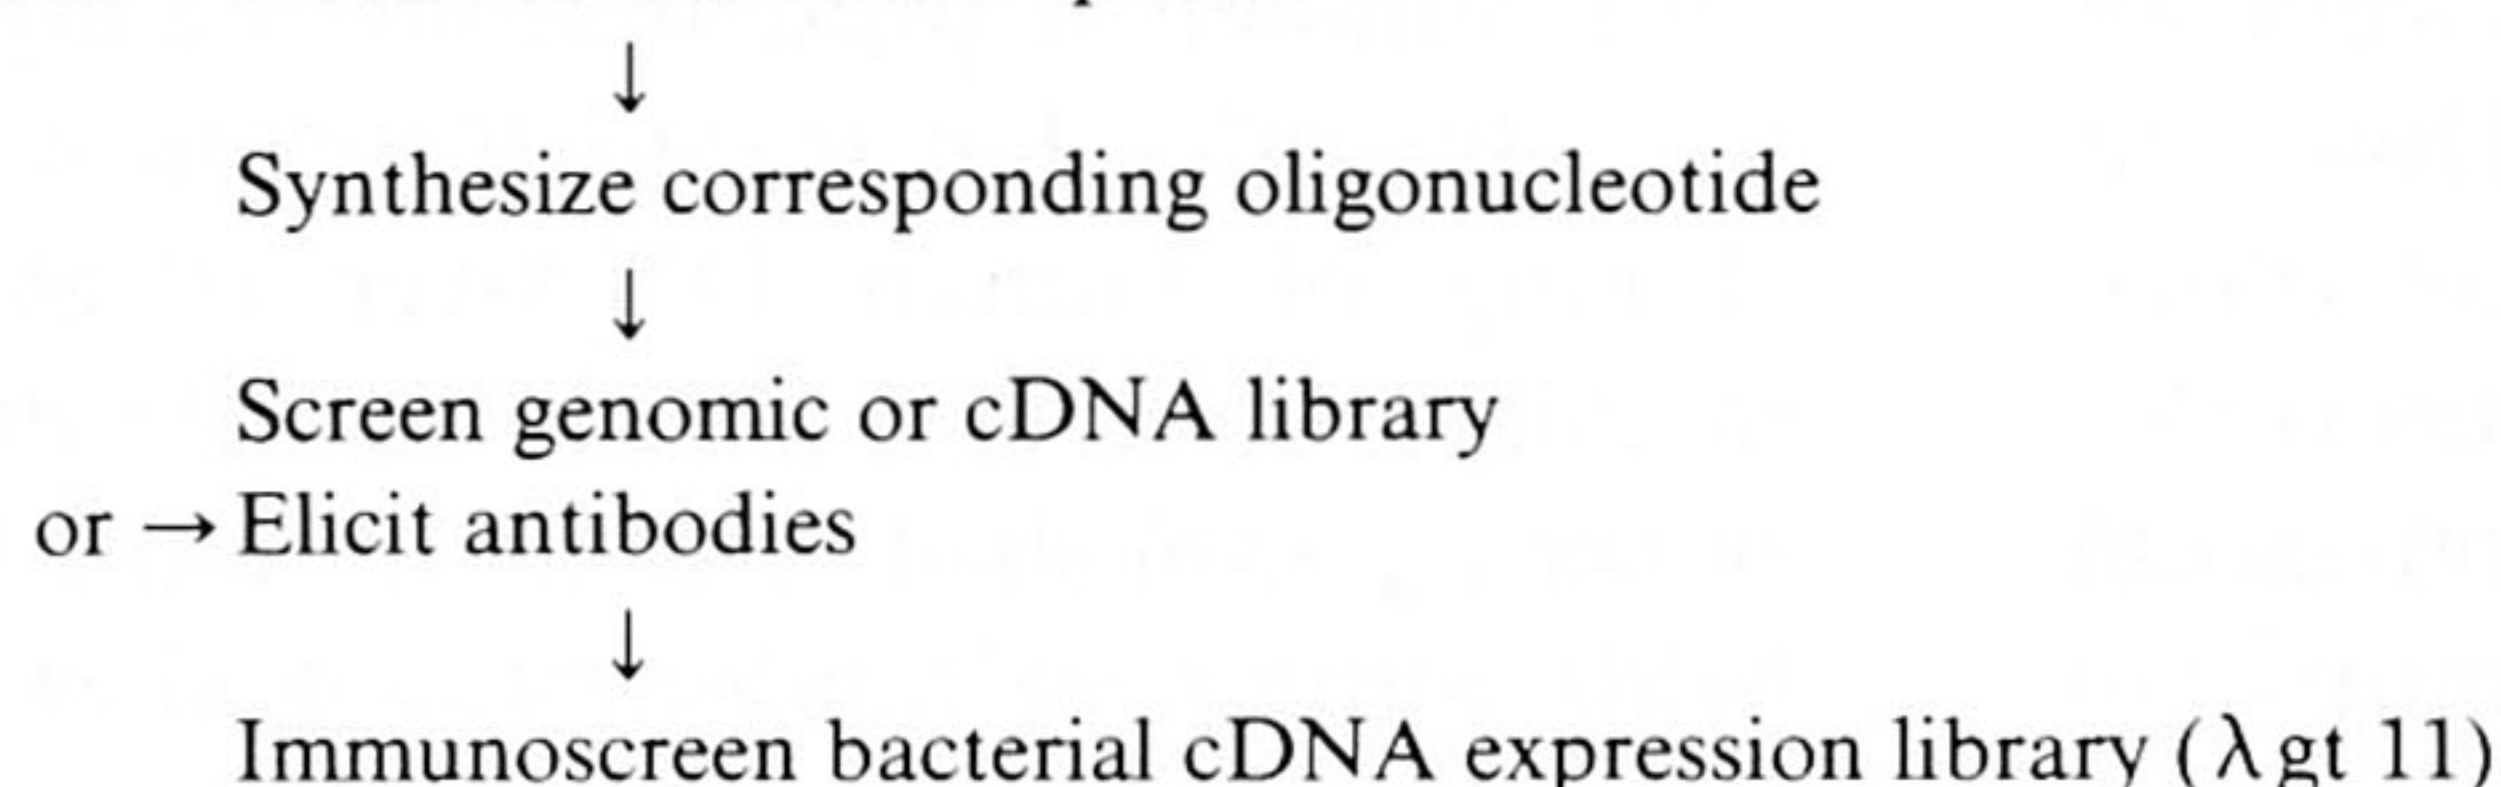 ↓
Synthesize corresponding oligonucleotide
↓
Screen genomic or cDNA library
or → Elicit antibodies
↓
Immunoscreen bacterial cDNA expression library (λgt 11)